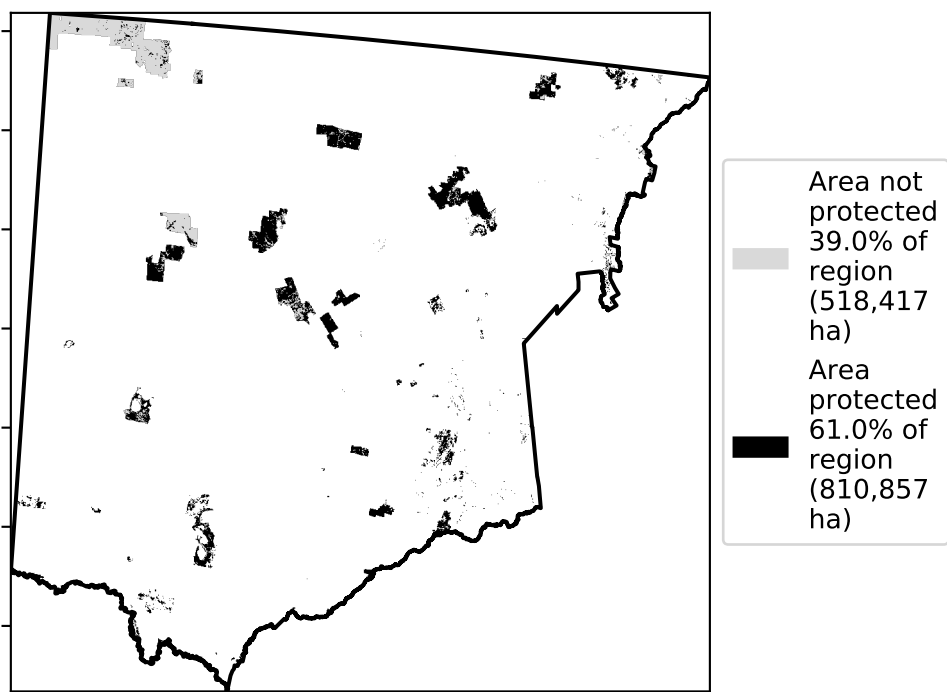 Area not
protected
39.0% of
region
(518,417
ha)
Area
protected
61.0% of
region
(810,857
ha)